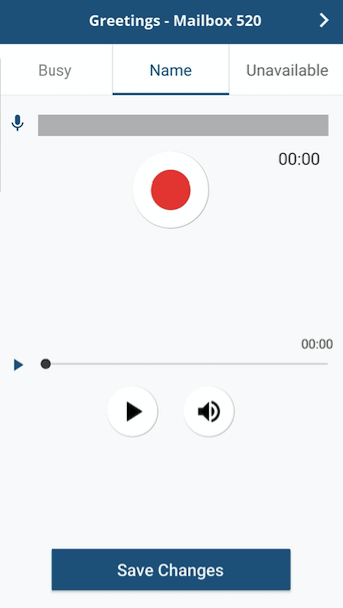 Greetings - Mailbox 520
Busy
Name
Unavailable
00:00
00:00
Save Changes